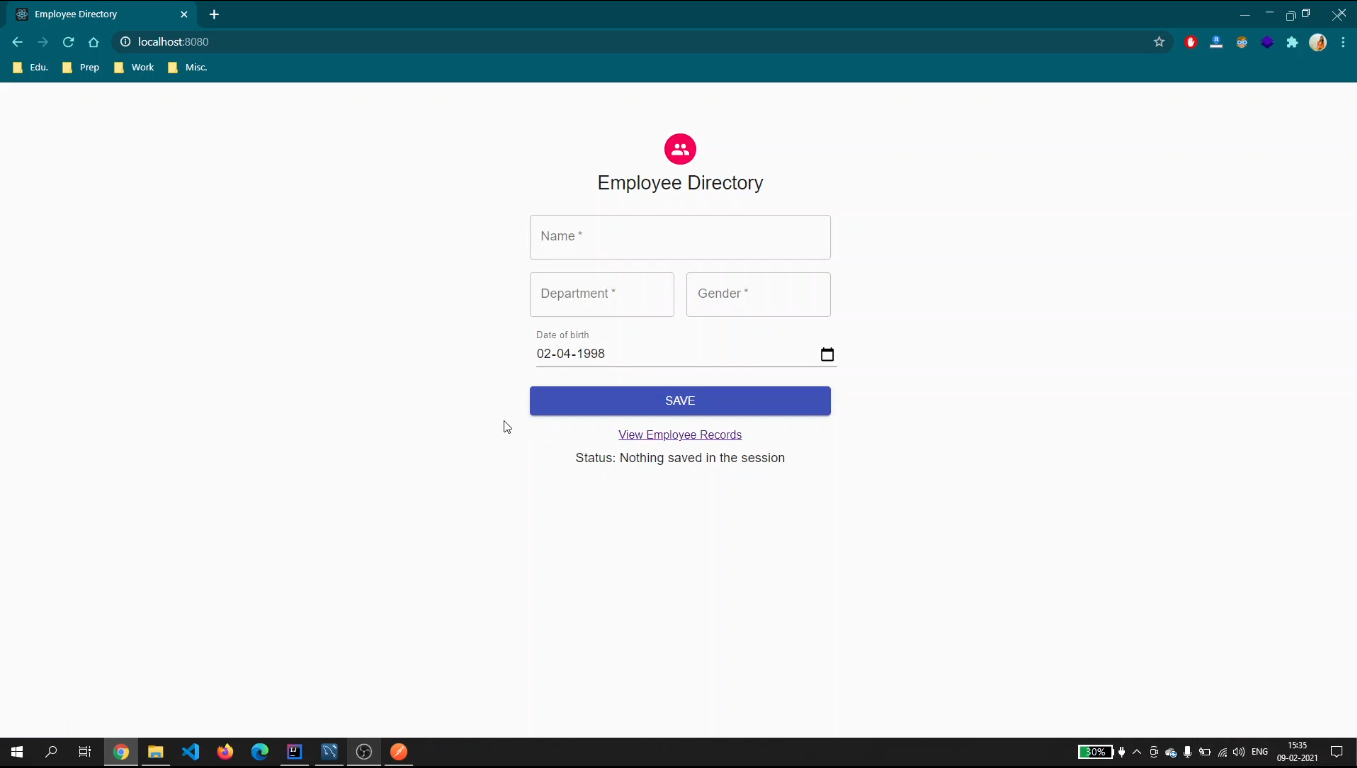 Employee Directory
localhost:8080
Edu. Prep Work Misc.
Employee Directory
Name *
Department * Gender *
Date of birth
02-04-1998
SAVE
View Employee Records
Status: Nothing saved in the session
30% ENG 15:35
09-02-2021